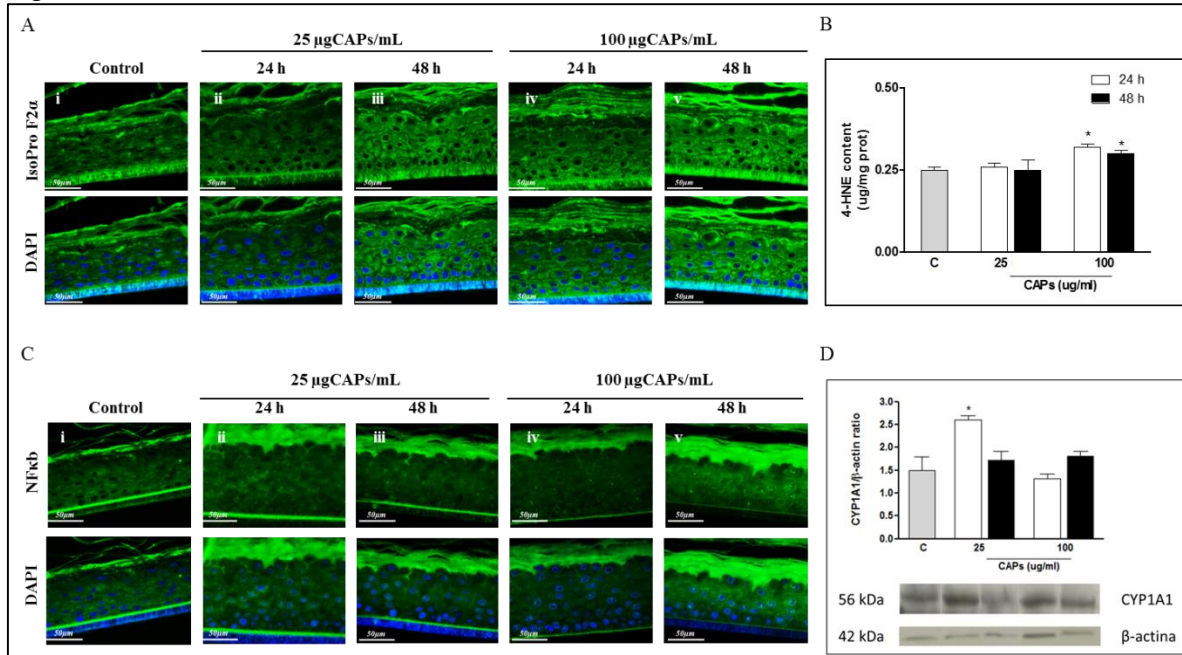 A
25 µgCAPs/mL
100 µgCAPs/mL
Control
24 h
48 h
24 h
48 h
IsoPro F2α
i
ii
iii
iv
v
50µm
50µm
50µm
50µm
50µm
DAPI
50µm
50µm
50µm
50µm
50µm
B
24 h
48 h
4-HNE content
(ug/mg prot)
0.50
0.25
0.00
*
*
C
25
100
CAPs (ug/ml)
C
25 µgCAPs/mL
100 µgCAPs/mL
Control
24 h
48 h
24 h
48 h
NFκb
i
ii
iii
iv
v
50µm
50µm
50µm
50µm
50µm
DAPI
50µm
50µm
50µm
50µm
50µm
D
CYP1A1/β-actin ratio
3.0
2.5
2.0
1.5
1.0
0.5
0.0
*
C
25
100
CAPs (ug/ml)
56 kDa
CYP1A1
42 kDa
β-actina